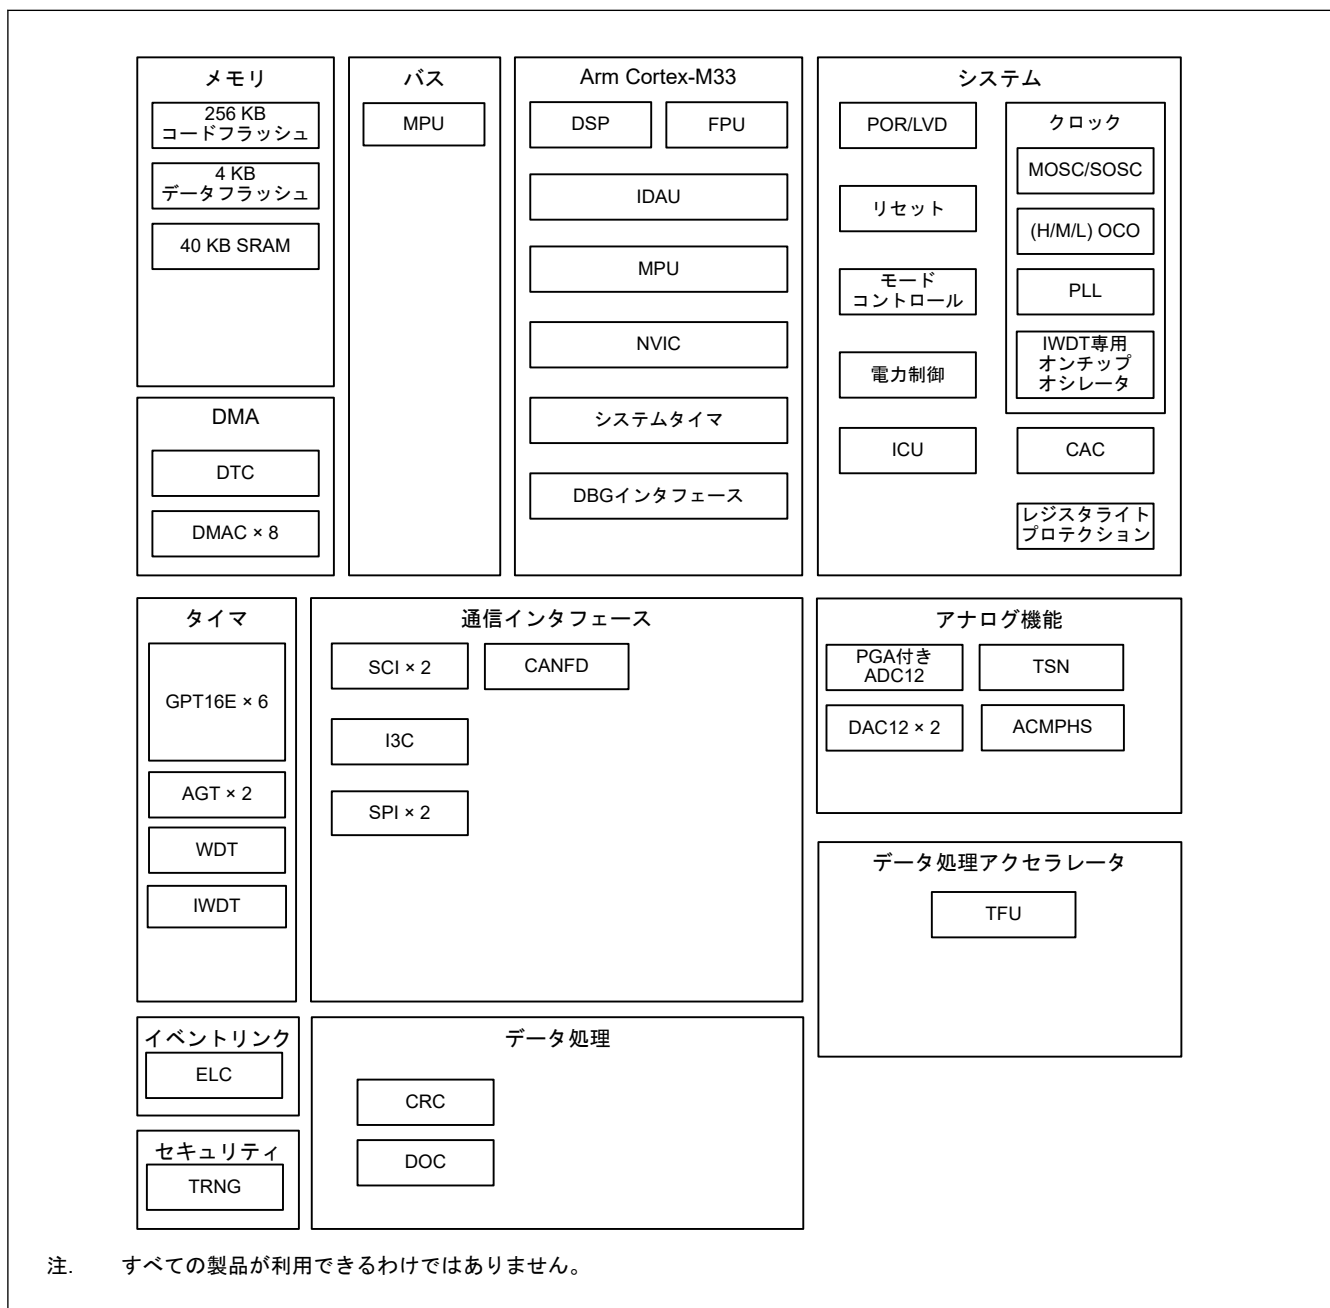 メモリ
256 KB
コードフラッシュ
4 KB
データフラッシュ
40 KB SRAM
DMA
DTC
DMAC × 8
バス
MPU
Arm Cortex-M33
DSP
FPU
IDAU
MPU
NVIC
システムタイマ
DBGインタフェース
システム
POR/LVD
リセット
モード
コントロール
電力制御
ICU
クロック
MOSC/SOSC
(H/M/L) OCO
PLL
IWDT専用
オンチップ
オシレータ
CAC
レジスタライト
プロテクション
タイマ
GPT16E × 6
AGT × 2
WDT
IWDT
通信インタフェース
SCI × 2
CANFD
I3C
SPI × 2
アナログ機能
PGA付き
ADC12
TSN
DAC12 × 2
ACMPHS
データ処理アクセラレータ
TFU
イベントリンク
ELC
セキュリティ
TRNG
データ処理
CRC
DOC
注. すべての製品が利用できるわけではありません。